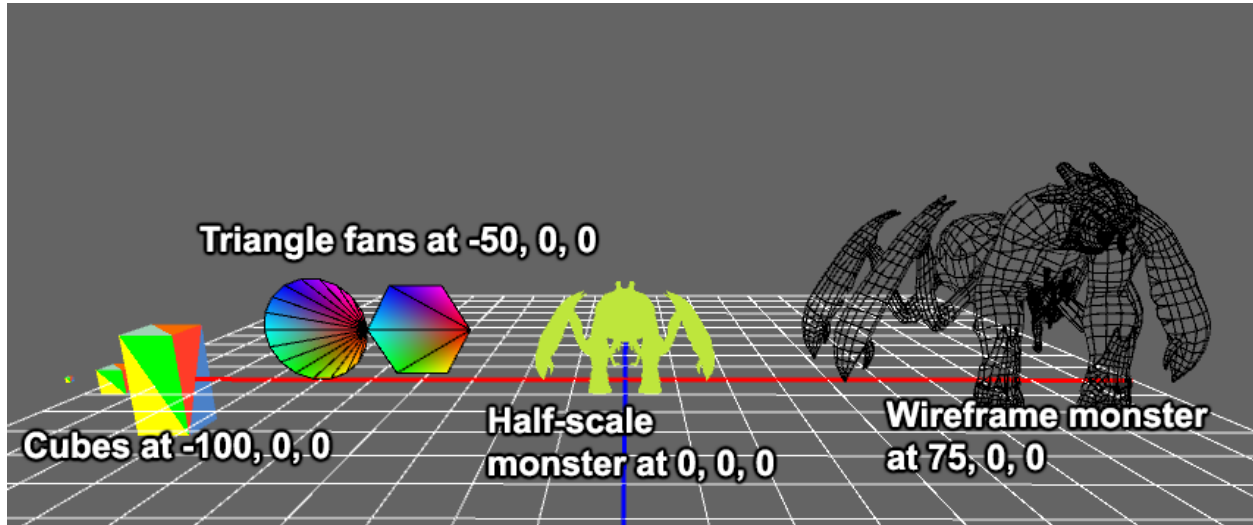 Triangle fans at -50, 0, 0
Cubes at -100, 0, 0
Half-scale
monster at 0, 0, 0
Wireframe monster
at 75, 0, 0